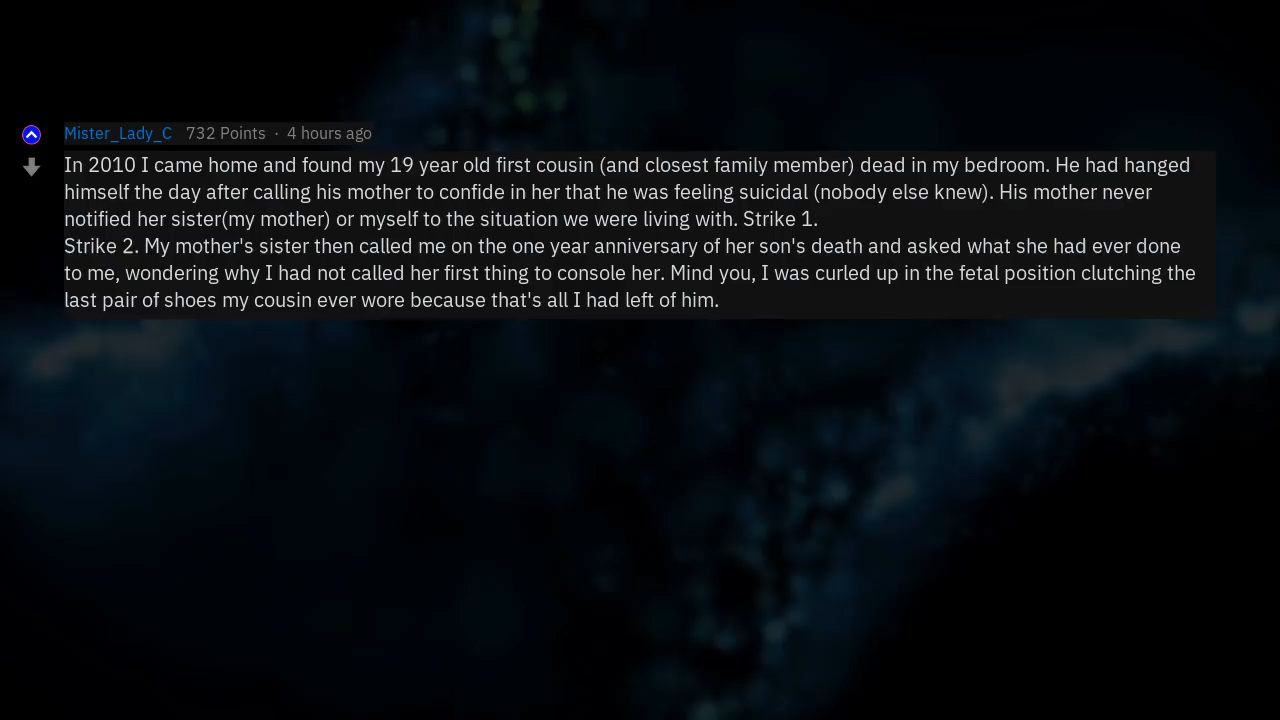 Mister_Lady_C 732 Points · 4 hours ago
In 2010 I came home and found my 19 year old first cousin (and closest family member) dead in my bedroom. He had hanged
himself the day after calling his mother to confide in her that he was feeling suicidal (nobody else knew). His mother never
notified her sister(my mother) or myself to the situation we were living with. Strike 1.
Strike 2. My mother's sister then called me on the one year anniversary of her son's death and asked what she had ever done
to me, wondering why I had not called her first thing to console her. Mind you, I was curled up in the fetal position clutching the
last pair of shoes my cousin ever wore because that's all I had left of him.